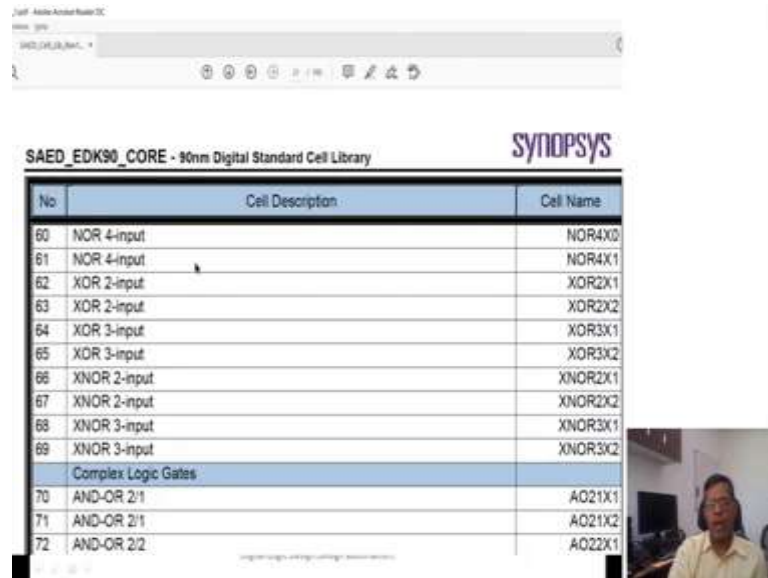 SYNOPSYS
SAED_EDK90_CORE - 90nm Digital Standard Cell Library
No Cell Description Cell Name
60 NOR 4-input NOR4X0
61 NOR 4-input NOR4X1
62 XOR 2-input XOR2X1
63 XOR 2-input XOR2X2
64 XOR 3-input XOR3X1
65 XOR 3-input XOR3X2
66 XNOR 2-input XNOR2X1
67 XNOR 2-input XNOR2X2
68 XNOR 3-input XNOR3X1
69 XNOR 3-input XNOR3X2
Complex Logic Gates
70 AND-OR 2/1 AO21X1
71 AND-OR 2/1 AO21X2
72 AND-OR 2/2 AO22X1